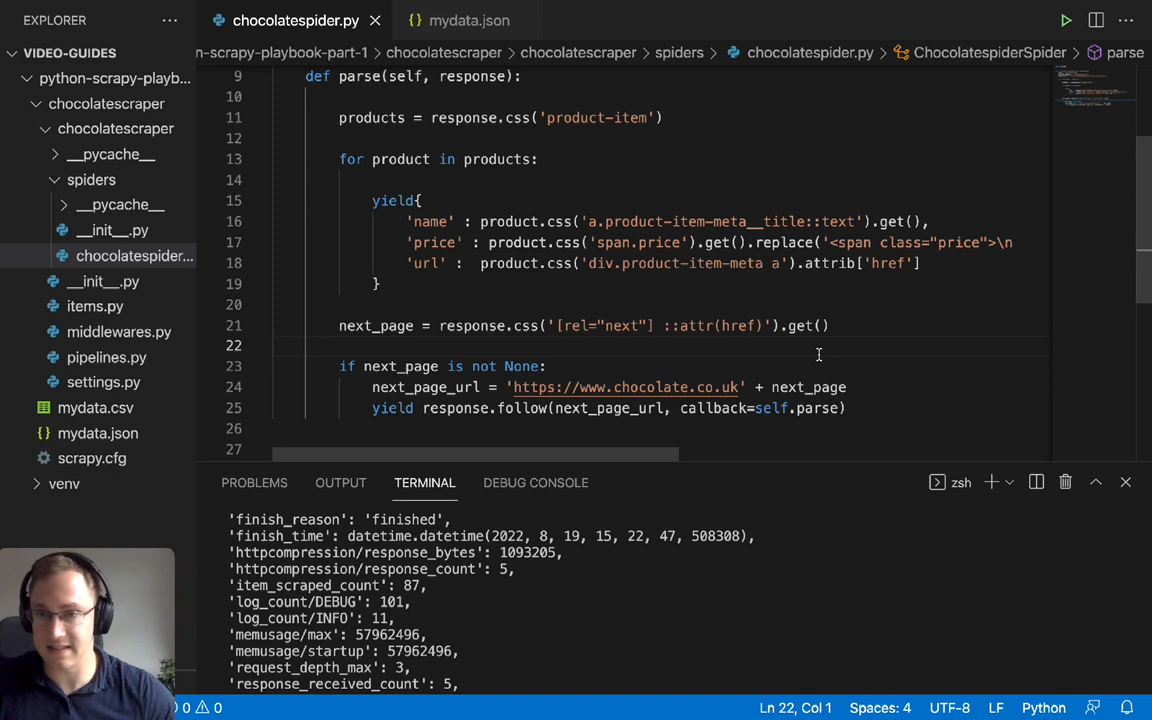 EXPLORER
VIDEO-GUIDES
python-scrapy-playb...
chocolatescraper
chocolatescraper
__pycache__
spiders
__pycache__
__init__.py
chocolatespider...
__init__.py
items.py
middlewares.py
pipelines.py
settings.py
mydata.csv
mydata.json
scrapy.cfg
venv
chocolatespider.py
mydata.json
n-scrapy-playbook-part-1 > chocolatescraper > chocolatescraper > spiders > chocolatespider.py > ChocolatespiderSpider > parse
9 def parse(self, response):
10
11 products = response.css('product-item')
12
13 for product in products:
14
15 yield{
16 'name' : product.css('a.product-item-meta__title::text').get(),
17 'price' : product.css('span.price').get().replace('<span class="price">\n
18 'url' : product.css('div.product-item-meta a').attrib['href']
19 }
20
21 next_page = response.css('[rel="next"] ::attr(href)').get()
22
23 if next_page is not None:
24 next_page_url = 'https://www.chocolate.co.uk' + next_page
25 yield response.follow(next_page_url, callback=self.parse)
26
27
PROBLEMS OUTPUT TERMINAL DEBUG CONSOLE zsh
'finish_reason': 'finished',
'finish_time': datetime.datetime(2022, 8, 19, 15, 22, 47, 508308),
'httpcompression/response_bytes': 1093205,
'httpcompression/response_count': 5,
'item_scraped_count': 87,
'log_count/DEBUG': 101,
'log_count/INFO': 11,
'memusage/max': 57962496,
'memusage/startup': 57962496,
'request_depth_max': 3,
'response_received_count': 5,
0 0 Ln 22, Col 1 Spaces: 4 UTF-8 LF Python